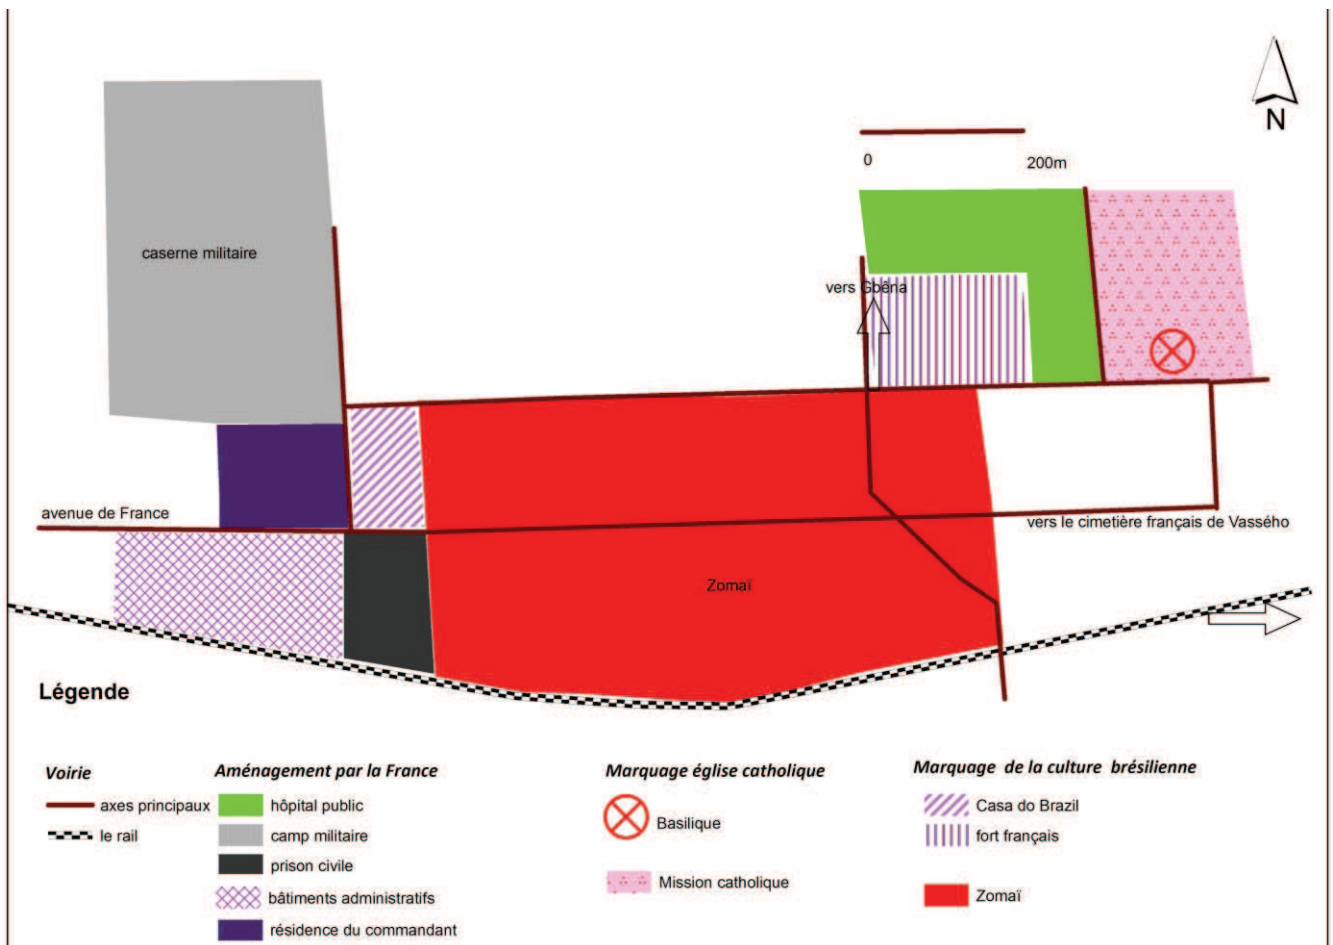 N
0
200m
caserne militaire
vers Gbêna
avenue de France
vers le cimetière français de Vassého
Zomaï
Légende
Voirie
axes principaux
le rail
Aménagement par la France
hôpital public
camp militaire
prison civile
bâtiments administratifs
résidence du commandant
Marquage église catholique
Basilique
Mission catholique
Marquage de la culture brésilienne
Casa do Brazil
fort français
Zomaï